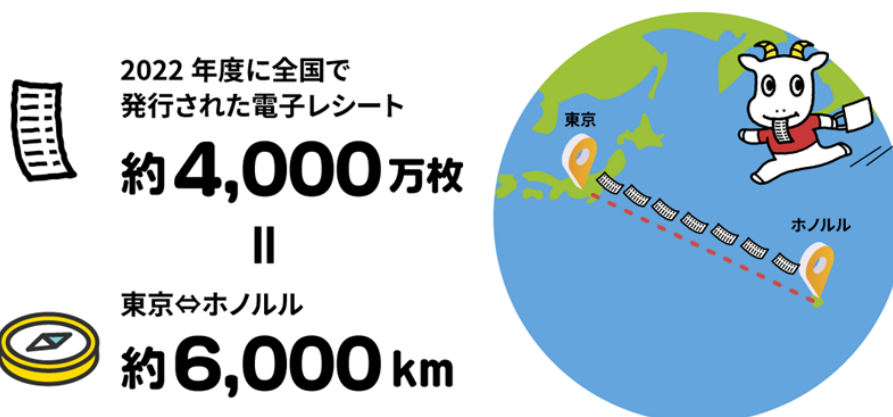 2022 年度に全国で
発行された電子レシート
約4,000万枚
=
東京⇔ホノルル
約6,000km
東京
ホノルル